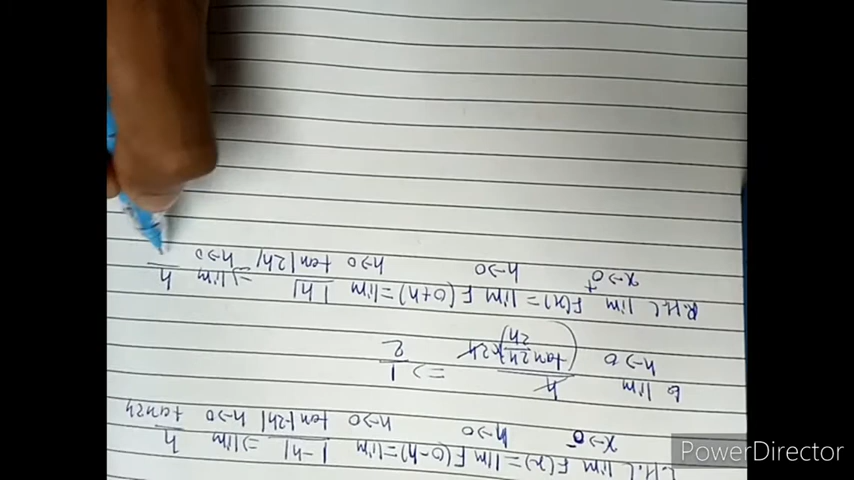 L.H.L lim F(x) = lim F(0-h) = lim |-h| / tan|-2h| ⇒ lim h / tan2h
x→0⁻ h→0 h→0 h→0
lim h / (tan2h / 2h) × 2h ⇒ 1/2
h→0
R.H.L lim F(x) = lim F(0+h) = lim |h| / tan|2h| ⇒ lim h
x→0⁺ h→0 h→0 h→0
PowerDirector